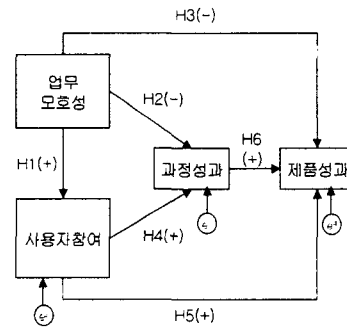 H3(-)
업무
모호성
H2(-)
H6
(+)
H1(+)
과정성과
제품성과
사용자참여
H4(+)
H5(+)